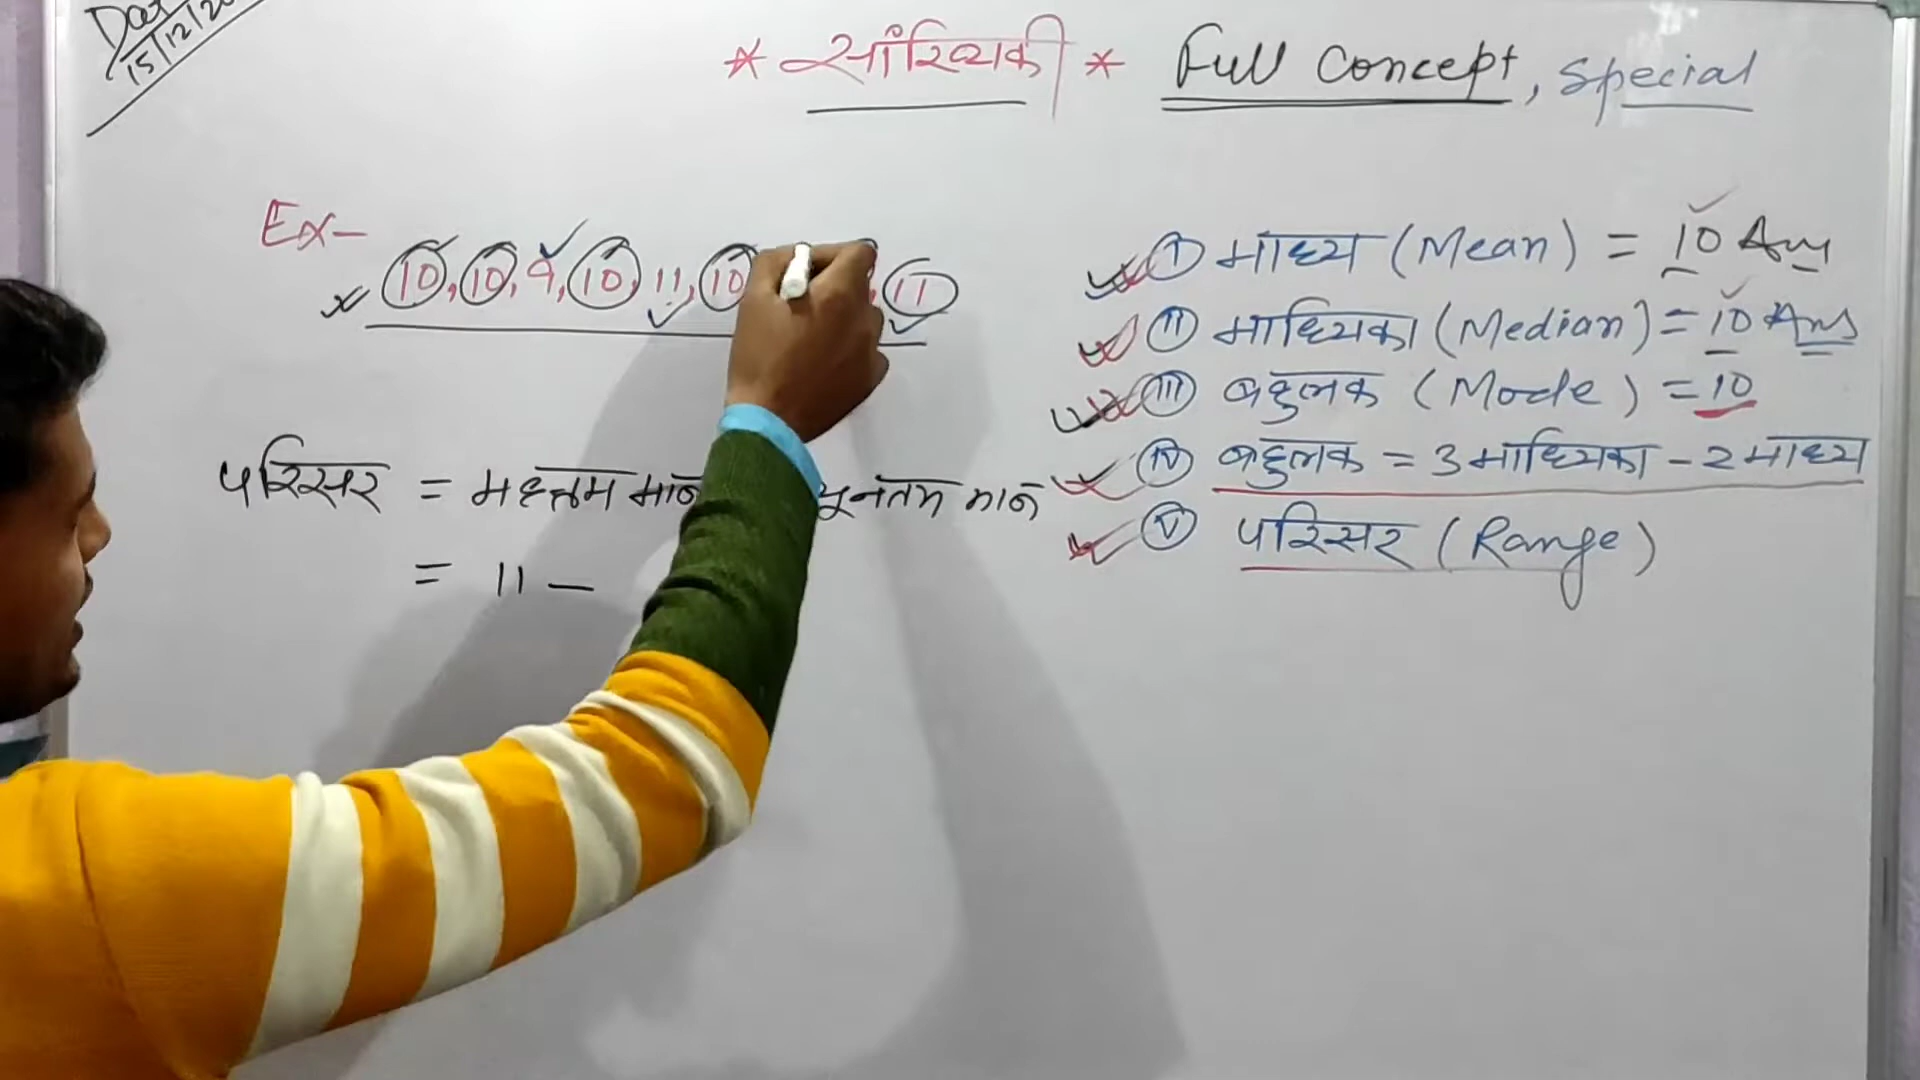 15/12/20
* सांख्यिकी * Full Concept, Special
Ex-
10, 10, 9, 10, 11, 10, 11
परिसर = महत्तम मान न्यूनतम मान
= 11 -
(I) माध्य (Mean) = 10 Ans
(II) माध्यिका (Median) = 10 Ans
(III) बहुलक (Mode) = 10
(IV) बहुलक = 3 माध्यिका - 2 माध्य
(V) परिसर (Range)